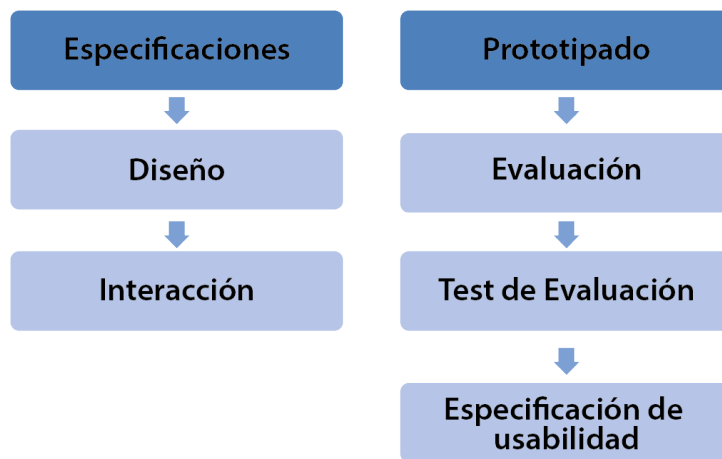 Especificaciones
Diseño
Interacción
Prototipado
Evaluación
Test de Evaluación
Especificación de
usabilidad